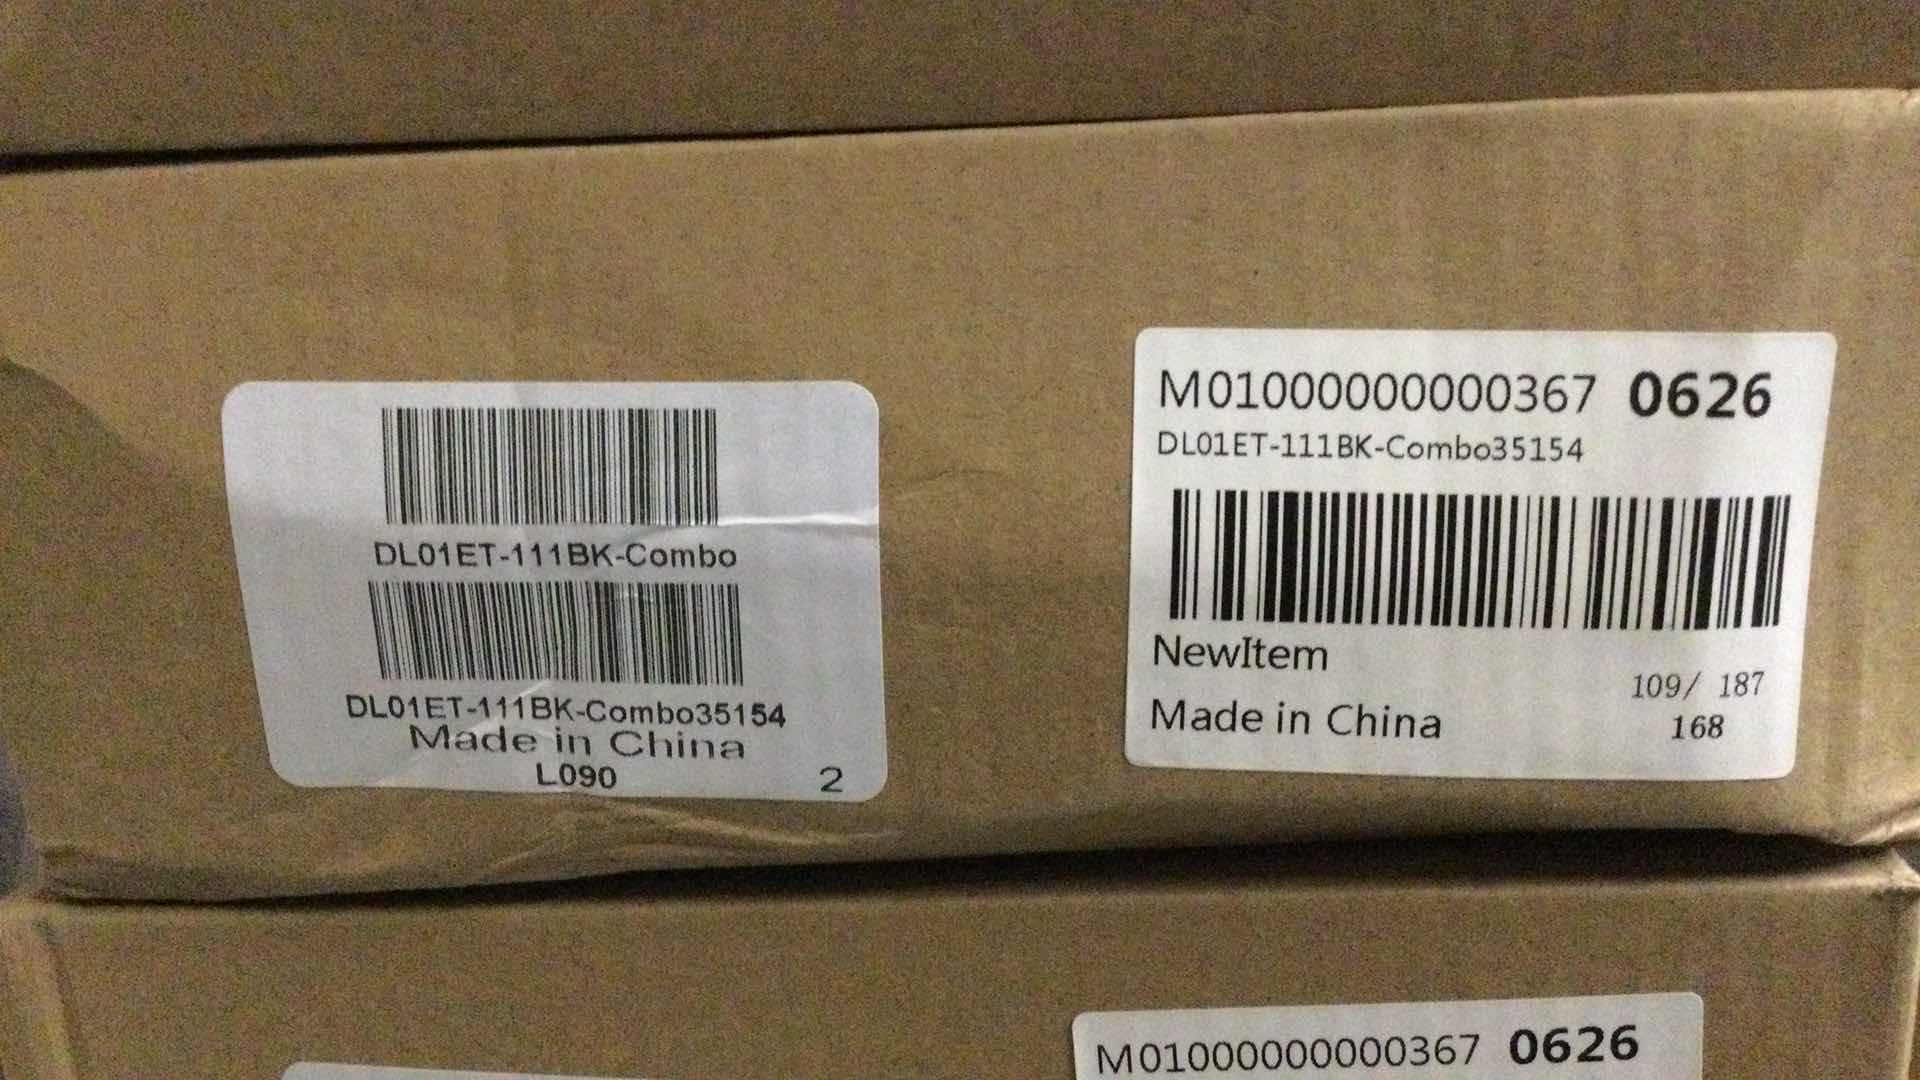 DL01ET-111BK-Combo
DL01ET-111BK-Combo35154
Made in China
L090 2
M01000000000367 0626
DL01ET-111BK-Combo35154
NewItem
109/ 187
Made in China
168
M01000000000367 0626